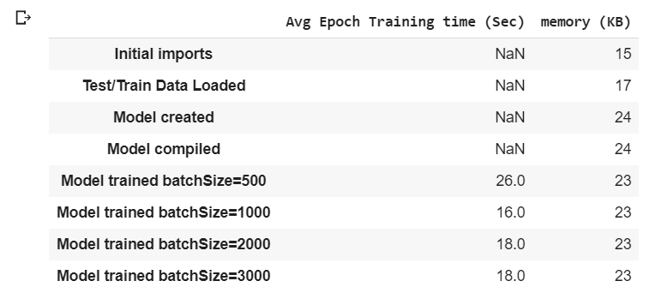 Avg Epoch Training time (Sec) memory (KB)
Initial imports NaN 15
Test/Train Data Loaded NaN 17
Model created NaN 24
Model compiled NaN 24
Model trained batchSize=500 26.0 23
Model trained batchSize=1000 16.0 23
Model trained batchSize=2000 18.0 23
Model trained batchSize=3000 18.0 23